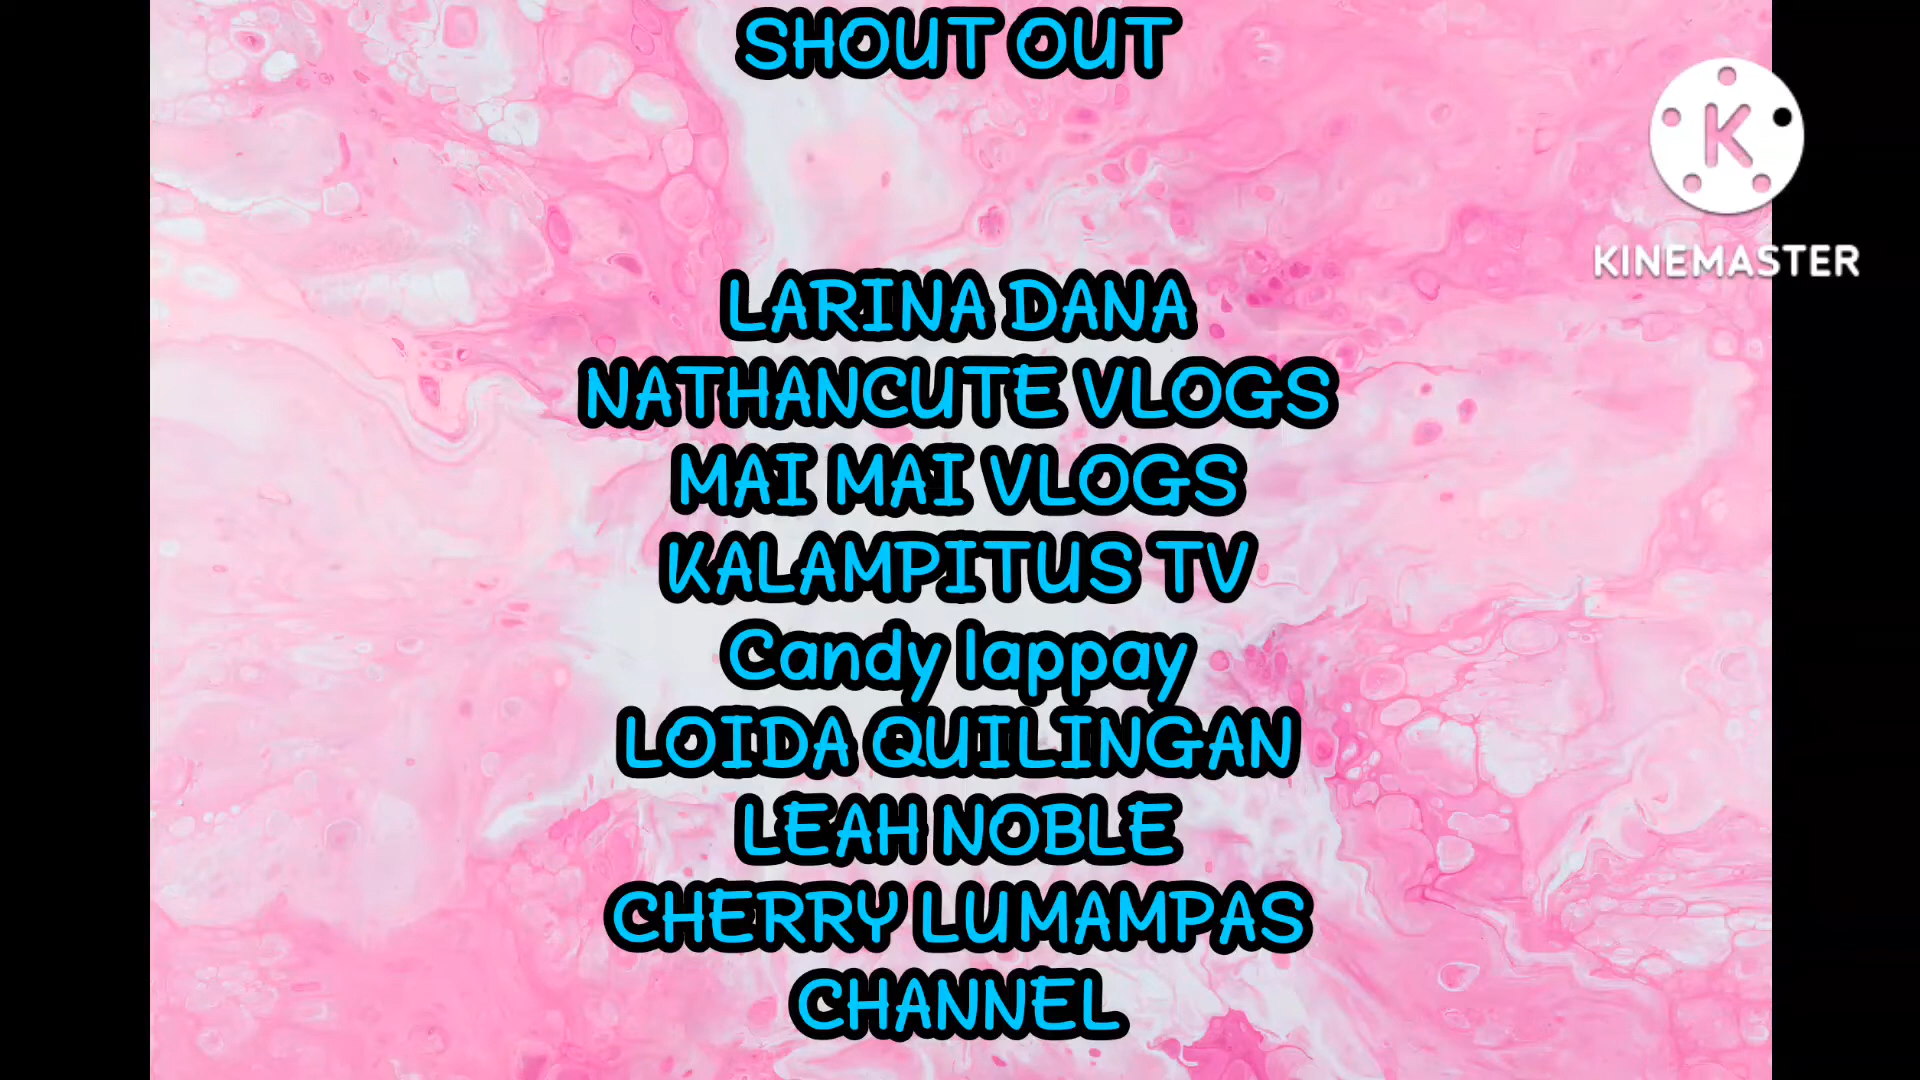 SHOUT OUT
K
KINEMASTER
LARINA DANA
NATHANCUTE VLOGS
MAI MAI VLOGS
KALAMPITUS TV
Candy lappay
LOIDA QUILINGAN
LEAH NOBLE
CHERRY LUMAMPAS
CHANNEL